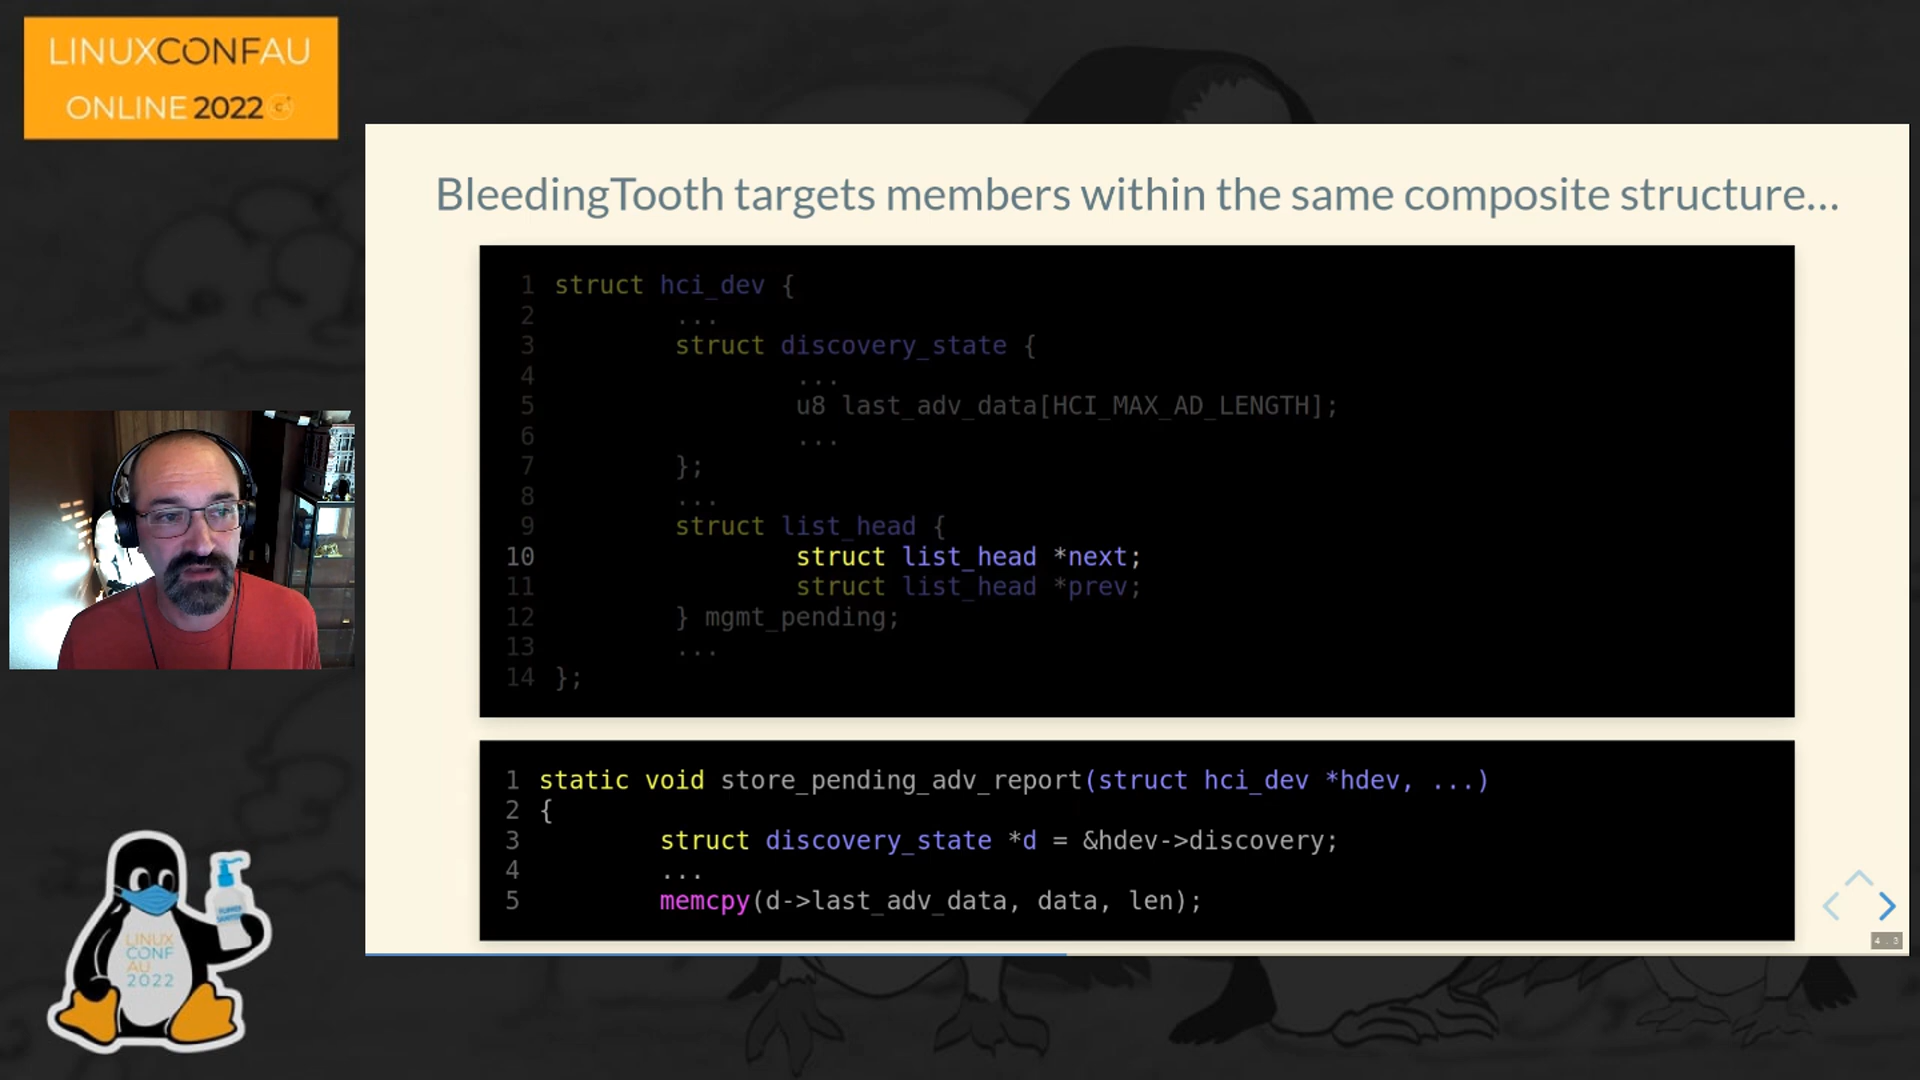 LINUXCONFAU
ONLINE 2022
BleedingTooth targets members within the same composite structure...
1 struct hci_dev {
2 ...
3 struct discovery_state {
4 ...
5 u8 last_adv_data[HCI_MAX_AD_LENGTH];
6 ...
7 };
8 ...
9 struct list_head {
10 struct list_head *next;
11 struct list_head *prev;
12 } mgmt_pending;
13 ...
14 };
1 static void store_pending_adv_report(struct hci_dev *hdev, ...)
2 {
3 struct discovery_state *d = &hdev->discovery;
4 ...
5 memcpy(d->last_adv_data, data, len);
4.3
LINUX
CONF
AU
2022